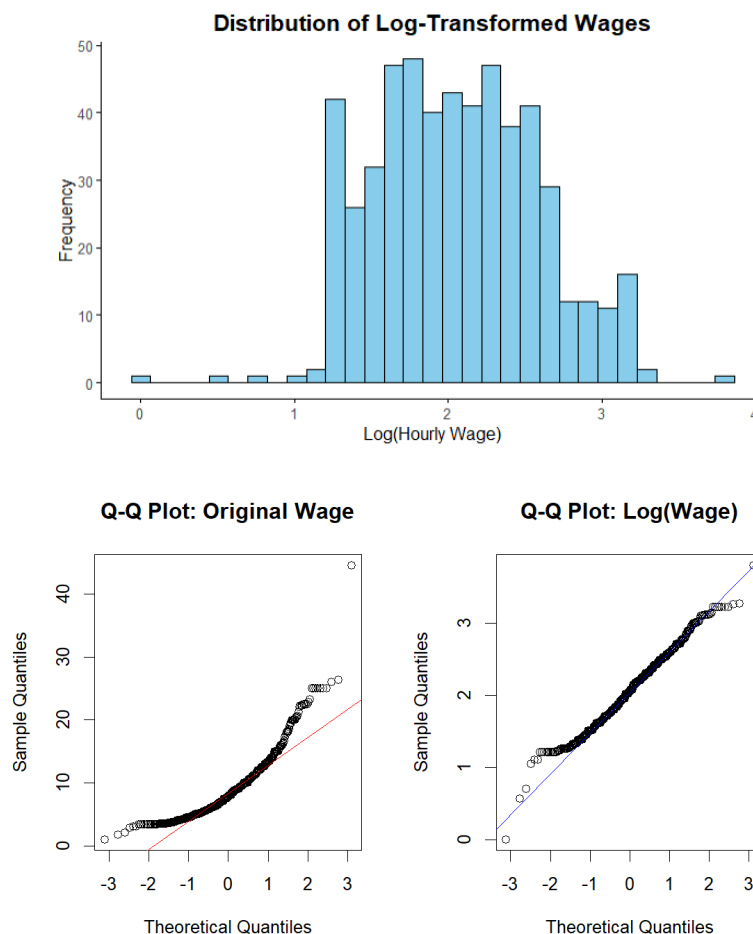 Distribution of Log-Transformed Wages
50
40
30
20
10
0
Frequency
0 1 2 3 4
Log(Hourly Wage)
Q-Q Plot: Original Wage
40
30
20
10
0
Sample Quantiles
-3 -2 -1 0 1 2 3
Theoretical Quantiles
Q-Q Plot: Log(Wage)
3
2
1
0
Sample Quantiles
-3 -2 -1 0 1 2 3
Theoretical Quantiles